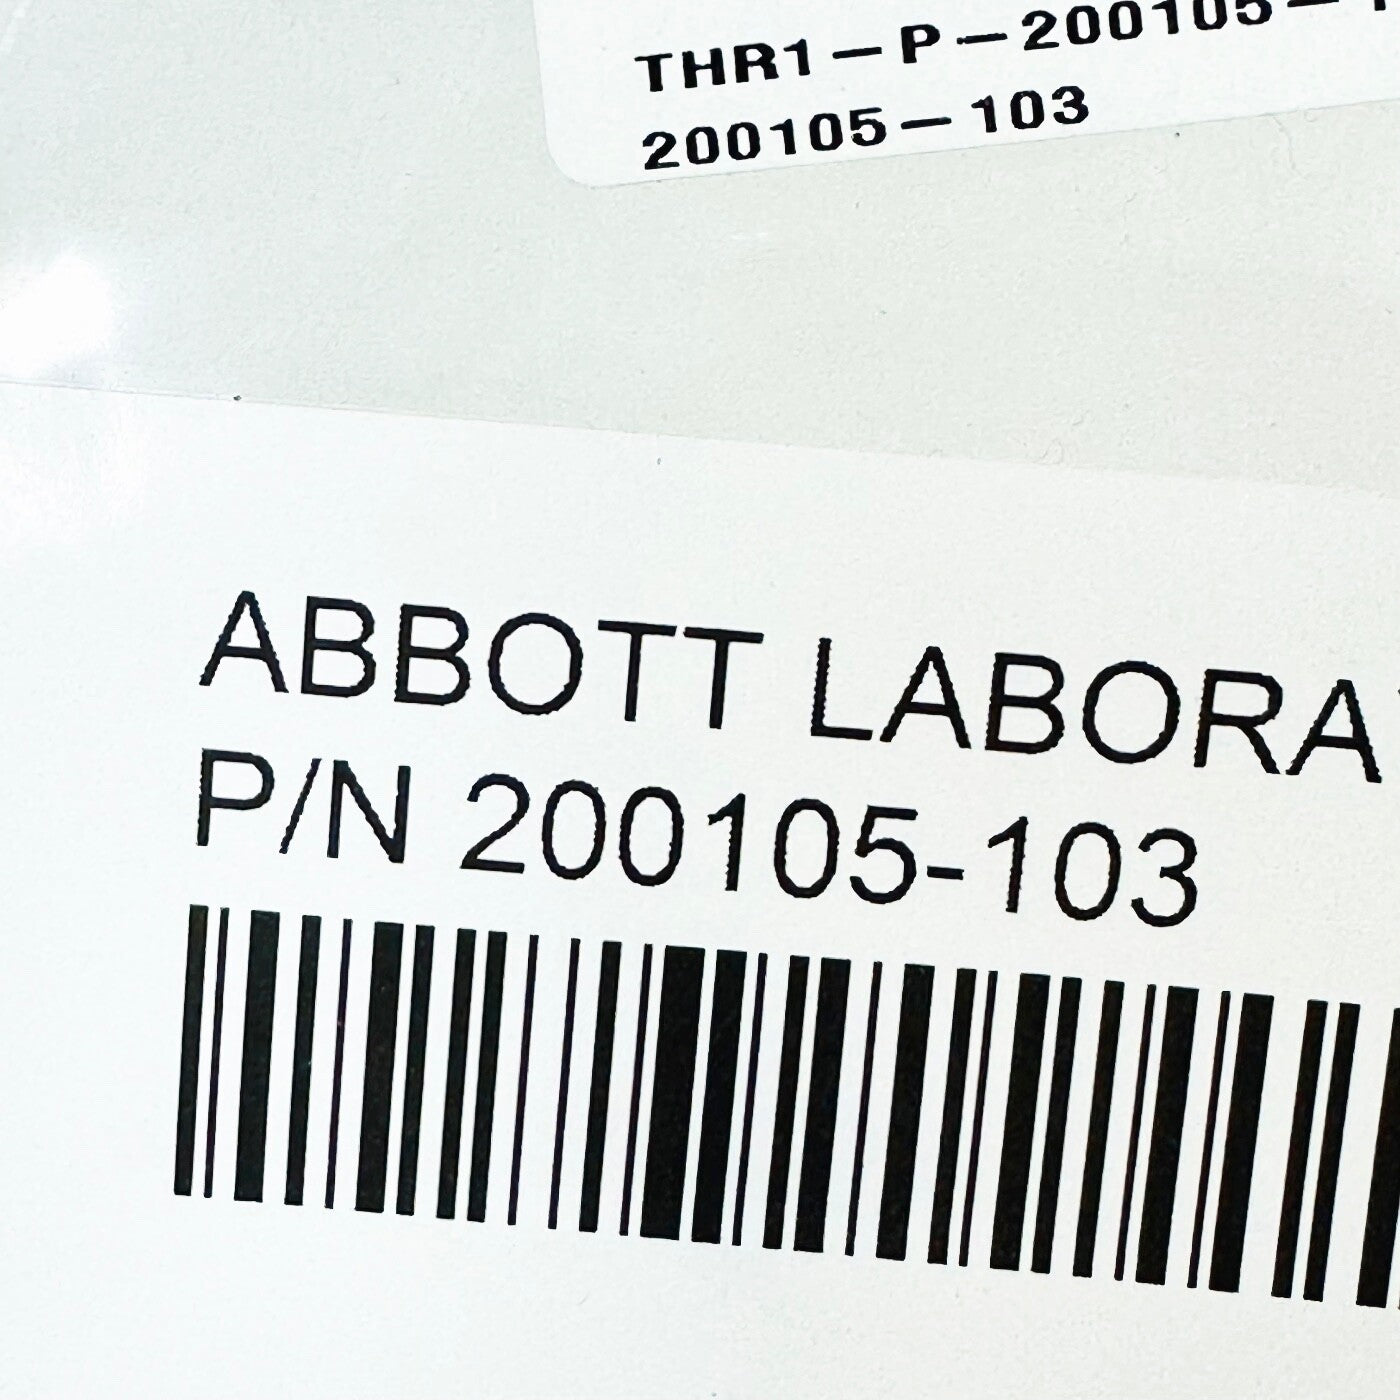 THR1-P-200105-
200105-103
ABBOTT LABORA
P/N 200105-103